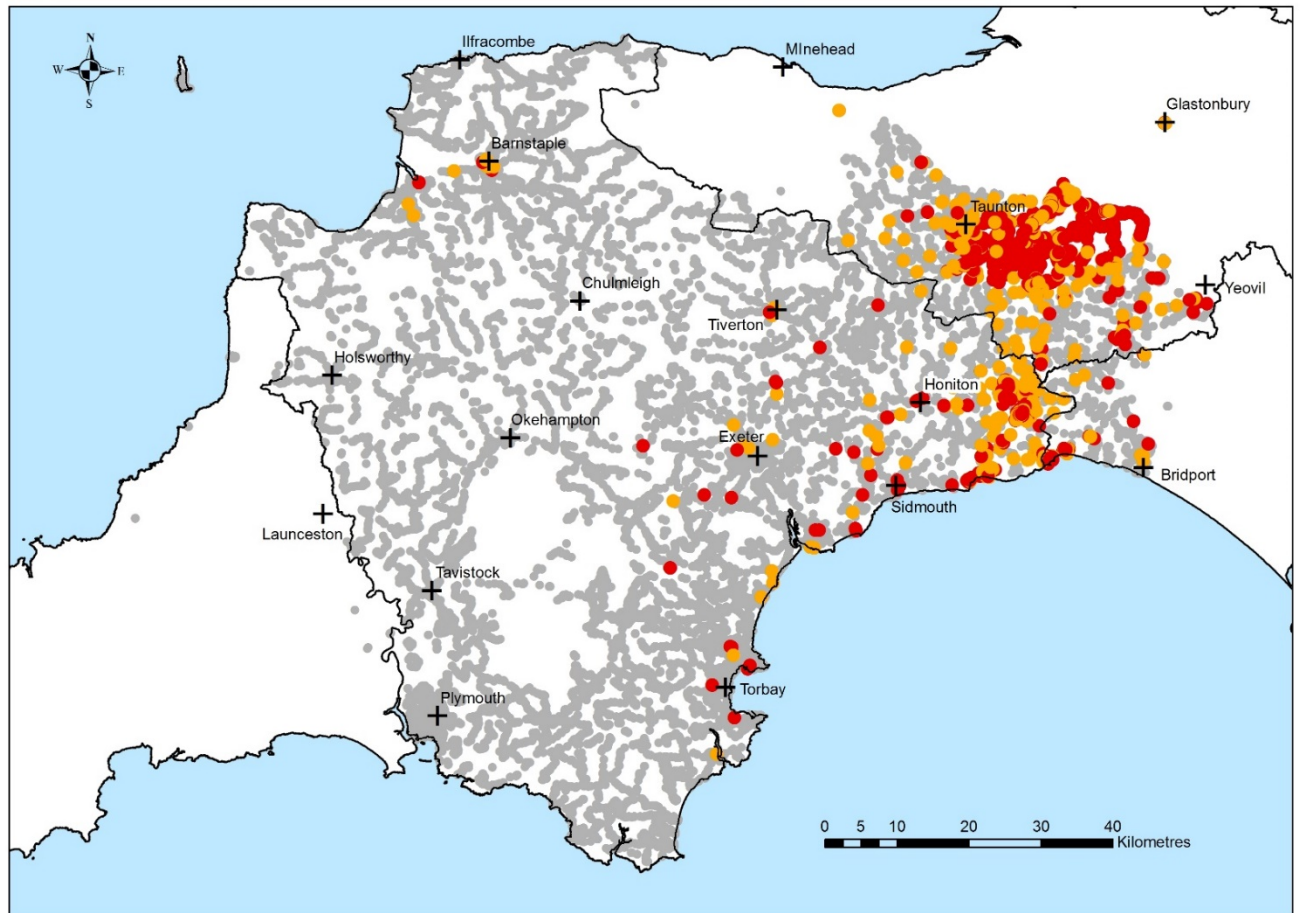 N
W E
S
Ilfracombe
MInehead
Glastonbury
Barnstaple
Taunton
Yeovil
Chulmleigh
Tiverton
Holsworthy
Honiton
Okehampton
Exeter
Bridport
Sidmouth
Launceston
Tavistock
Torbay
Plymouth
0 5 10 20 30 40
Kilometres